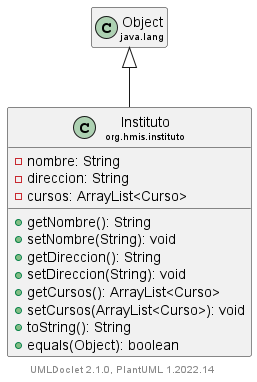 C Object
java.lang
C Instituto
org.hmis.instituto
nombre: String
direccion: String
cursos: ArrayList<Curso>
getNombre(): String
setNombre(String): void
getDireccion(): String
setDireccion(String): void
getCursos(): ArrayList<Curso>
setCursos(ArrayList<Curso>): void
toString(): String
equals(Object): boolean
UMLDoclet 2.1.0, PlantUML 1.2022.14